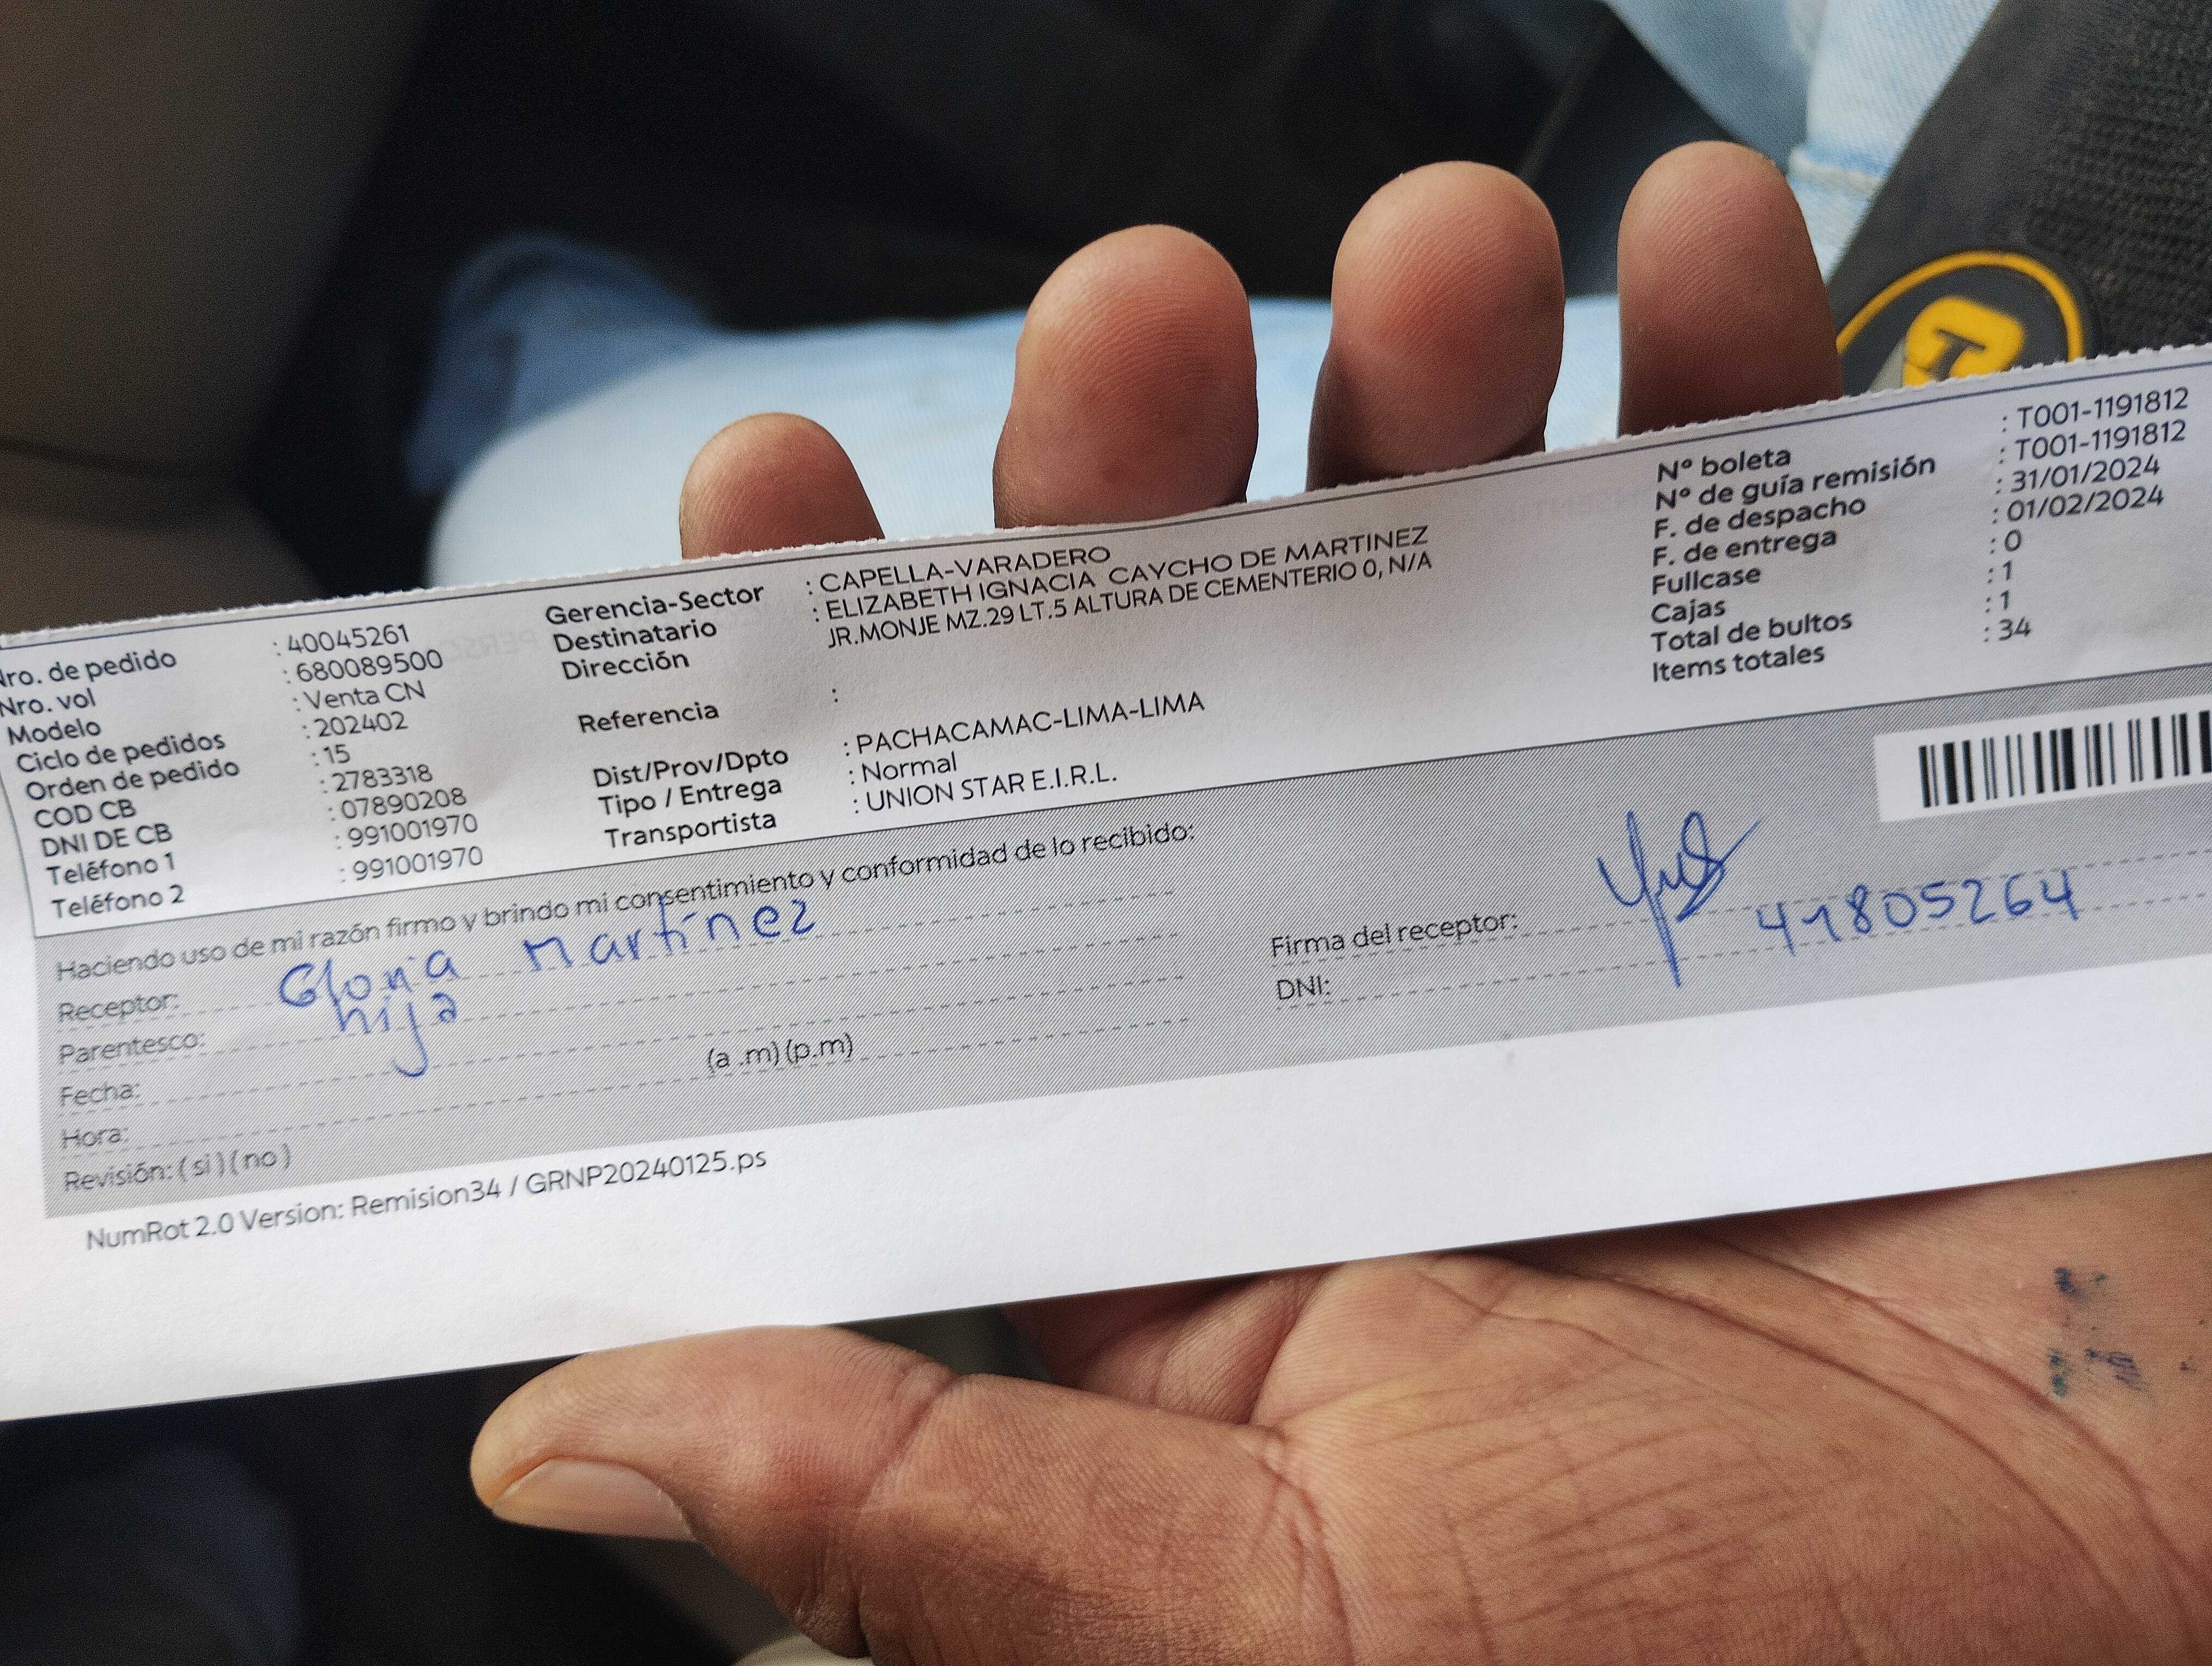 Nro. de pedido : 40045261
Nro. vol : 680089500
Modelo : Venta CN
Ciclo de pedidos : 202402
Orden de pedido : 15
COD CB : 2783318
DNI DE CB : 07890208
Teléfono 1 : 991001970
Teléfono 2 : 991001970
Gerencia-Sector : CAPELLA-VARADERO
Destinatario : ELIZABETH IGNACIA CAYCHO DE MARTINEZ
Dirección JR.MONJE MZ.29 LT.5 ALTURA DE CEMENTERIO 0, N/A
Referencia :
Dist/Prov/Dpto : PACHACAMAC-LIMA-LIMA
Tipo / Entrega : Normal
Transportista : UNION STAR E.I.R.L.
N° boleta : T001-1191812
N° de guía remisión : T001-1191812
F. de despacho : 31/01/2024
F. de entrega : 01/02/2024
Fullcase : 0
Cajas : 1
Total de bultos : 1
Items totales : 34
Haciendo uso de mi razón firmo y brindo mi consentimiento y conformidad de lo recibido:
Receptor: Gloria Martínez
Parentesco: hija
Fecha:
Hora: (a .m) (p.m)
Revisión: ( si ) ( no )
Firma del receptor:
DNI: 41805264
NumRot 2.0 Version: Remision34 / GRNP20240125.ps